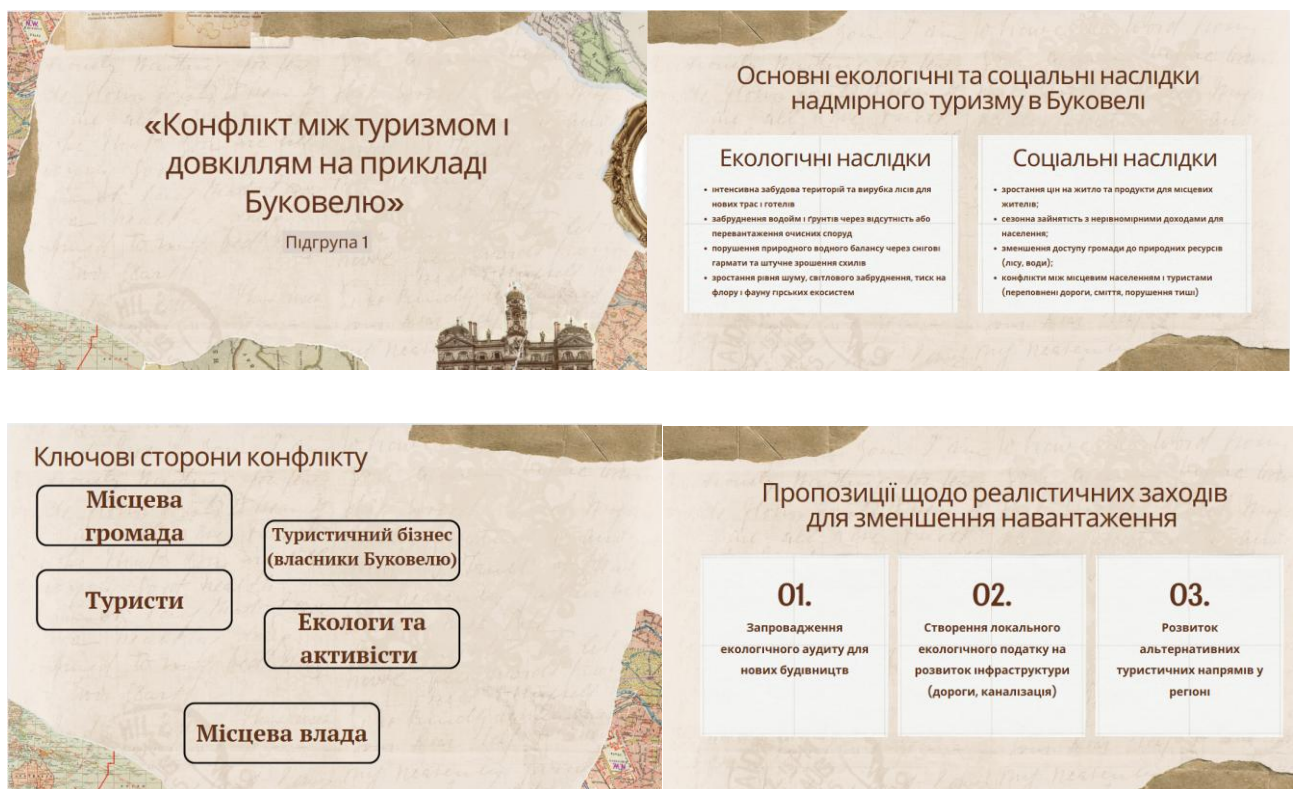 «Конфлікт між туризмом і
довкіллям на прикладі
Буковелю»
Підгрупа 1
Основні екологічні та соціальні наслідки
надмірного туризму в Буковелі
Екологічні наслідки
• інтенсивна забудова територій та вирубка лісів для
нових трас і готелів
• забруднення водойм і ґрунтів через відсутність або
перевантаження очисних споруд
• порушення природного водного балансу через снігові
гармати та штучне зрошення схилів
• зростання рівня шуму, світлового забруднення, тиск на
флору і фауну гірських екосистем
Соціальні наслідки
• зростання цін на житло та продукти для місцевих
жителів;
• сезонна зайнятість з нерівномірними доходами для
населення;
• зменшення доступу громади до природних ресурсів
(лісу, води);
• конфлікти між місцевим населенням і туристами
(переповнені дороги, сміття, порушення тиші)
Ключові сторони конфлікту
Місцева
громада
Туристичний бізнес
(власники Буковелю)
Туристи
Екологи та
активісти
Місцева влада
Пропозиції щодо реалістичних заходів
для зменшення навантаження
01.
Запровадження
екологічного аудиту для
нових будівництв
02.
Створення локального
екологічного податку на
розвиток інфраструктури
(дороги, каналізація)
03.
Розвиток
альтернативних
туристичних напрямів у
регіоні